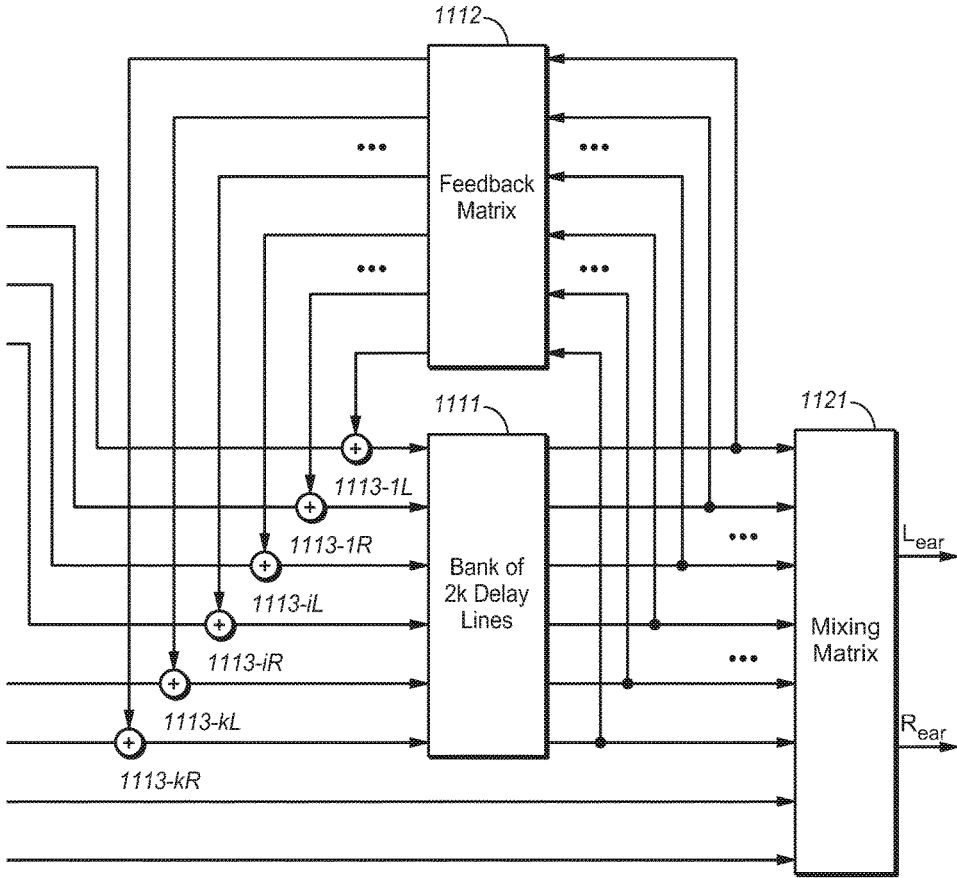 1112
Feedback
Matrix
1111
1121
1113-1L
1113-1R
Bank of
2k Delay
Lines
L_ear
1113-iL
Mixing
Matrix
1113-iR
1113-kL
R_ear
1113-kR